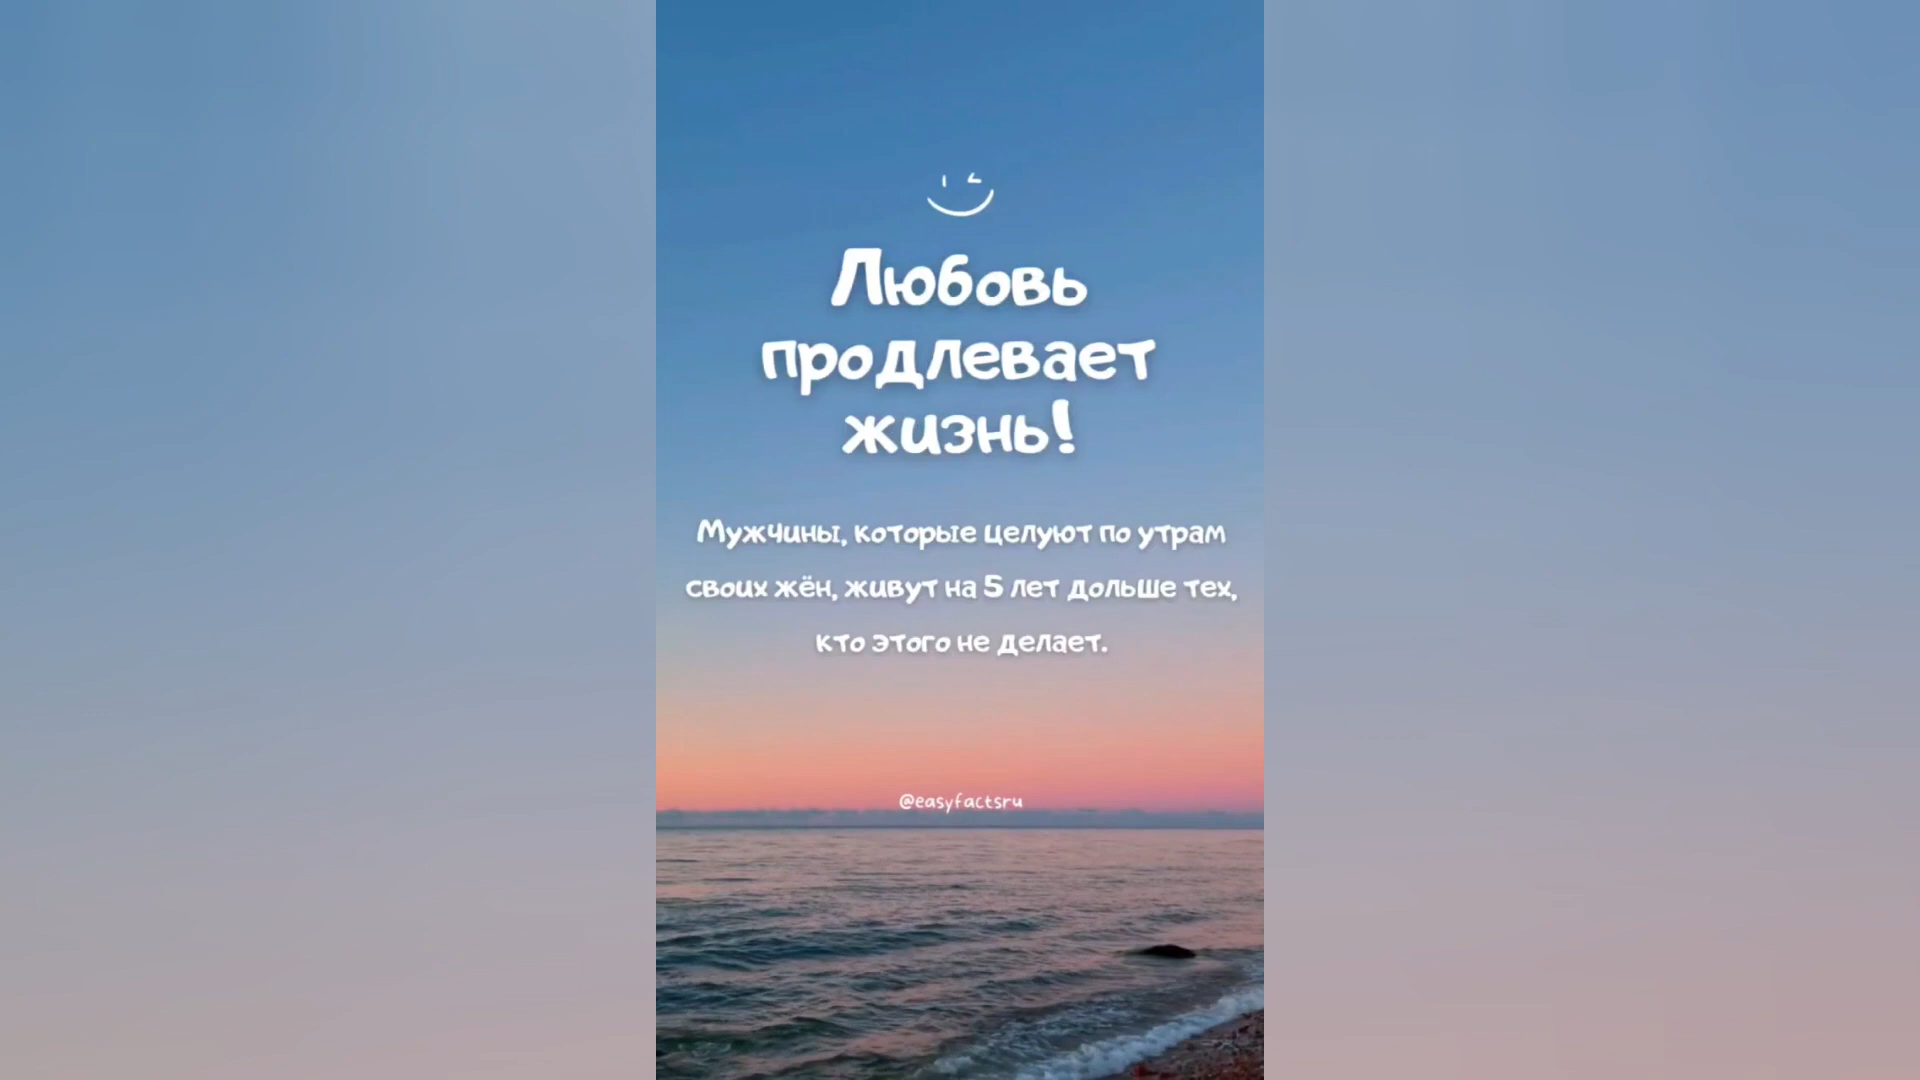 Любовь
продлевает
жизнь!
Мужчины, которые целуют по утрам
своих жён, живут на 5 лет дольше тех,
кто этого не делает.
@easyfactsru